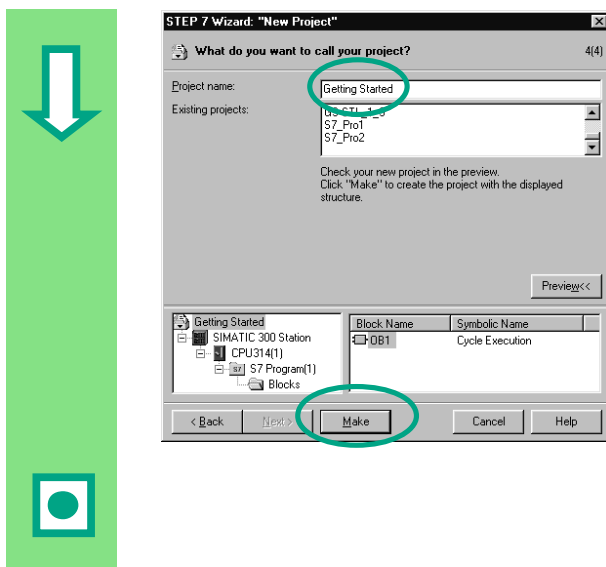 STEP 7 Wizard: "New Project"
What do you want to call your project? 4(4)
Project name: Getting Started
Existing projects:
S7_Pro1
S7_Pro2
Check your new project in the preview.
Click "Make" to create the project with the displayed
structure.
Preview<<
Getting Started
SIMATIC 300 Station
CPU314(1)
S7 Program(1)
Blocks
Block Name Symbolic Name
OB1 Cycle Execution
< Back Next > Make Cancel Help